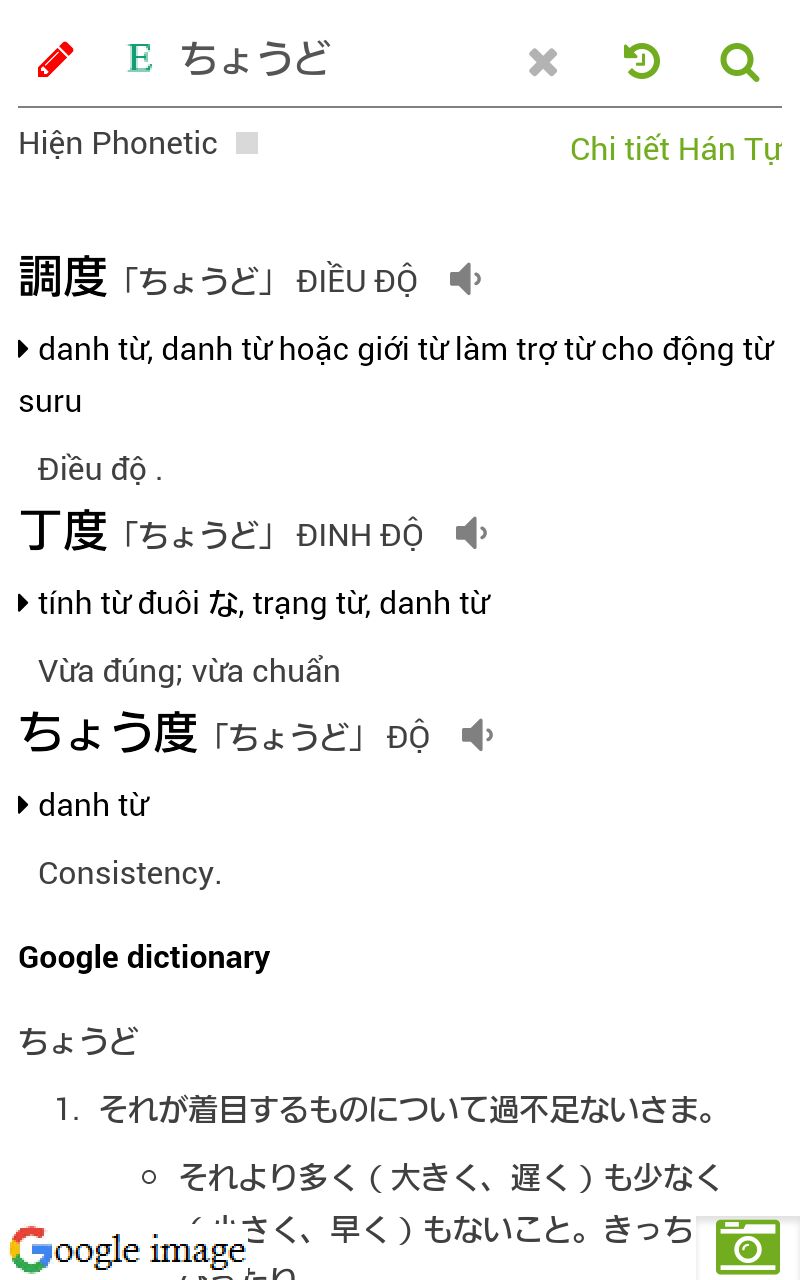 E ちょうど
Hiện Phonetic
Chi tiết Hán Tự
調度「ちょうど」 ĐIỀU ĐỘ
danh từ, danh từ hoặc giới từ làm trợ từ cho động từ
suru
Điều độ .
丁度「ちょうど」 ĐINH ĐỘ
tính từ đuôi な, trạng từ, danh từ
Vừa đúng; vừa chuẩn
ちょう度「ちょうど」 ĐỘ
danh từ
Consistency.
Google dictionary
ちょうど
1. それが着目するものについて過不足ないさま。
それより多く（大きく、遅く）も少なく
（小さく、早く）もないこと。きっち
Google image